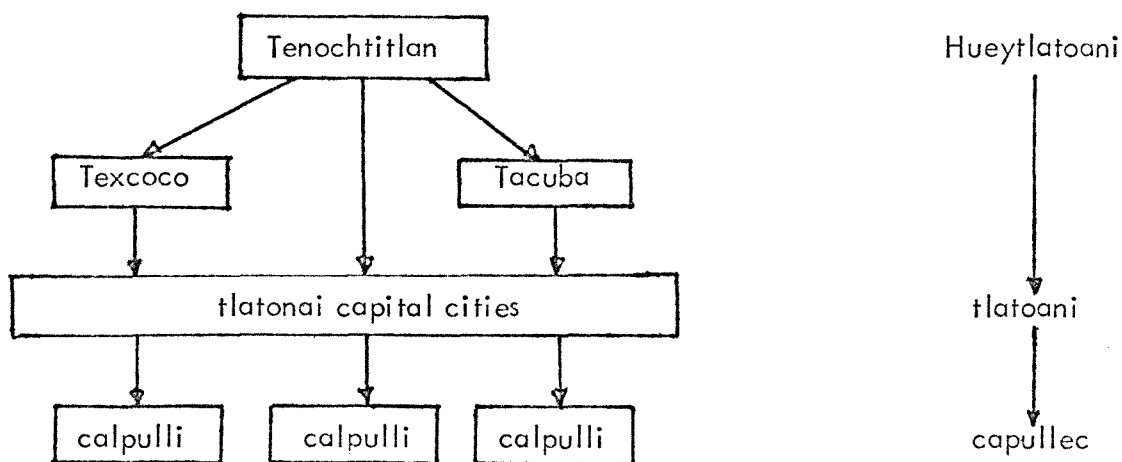 Tenochtitlan
Hueytlatoani
Texcoco
Tacuba
tlatonai capital cities
tlatoani
calpulli
calpulli
calpulli
capullec